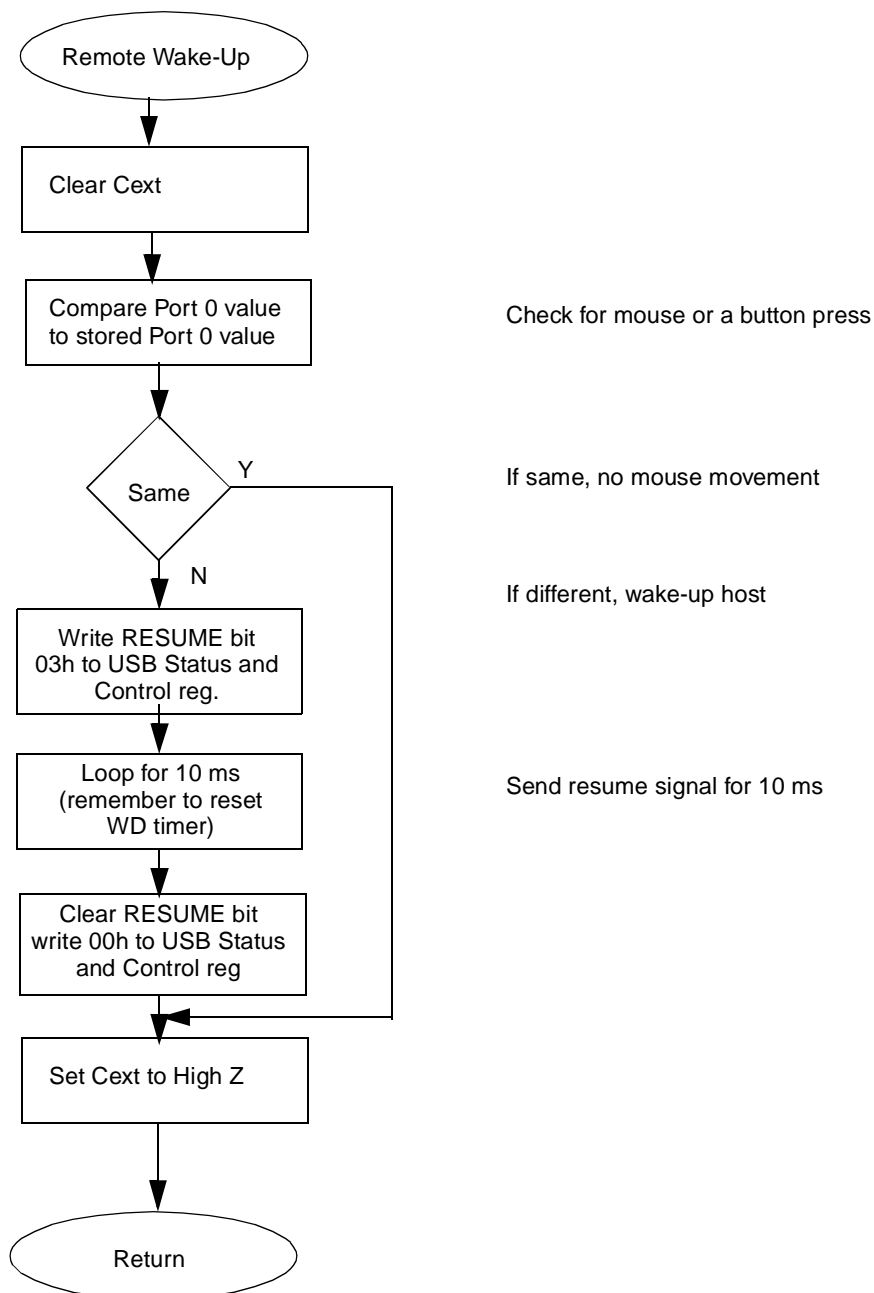 Remote Wake-Up
Clear Cext
Compare Port 0 value
to stored Port 0 value
Check for mouse or a button press
Same
Y
If same, no mouse movement
N
If different, wake-up host
Write RESUME bit
03h to USB Status and
Control reg.
Loop for 10 ms
(remember to reset
WD timer)
Send resume signal for 10 ms
Clear RESUME bit
write 00h to USB Status
and Control reg
Set Cext to High Z
Return